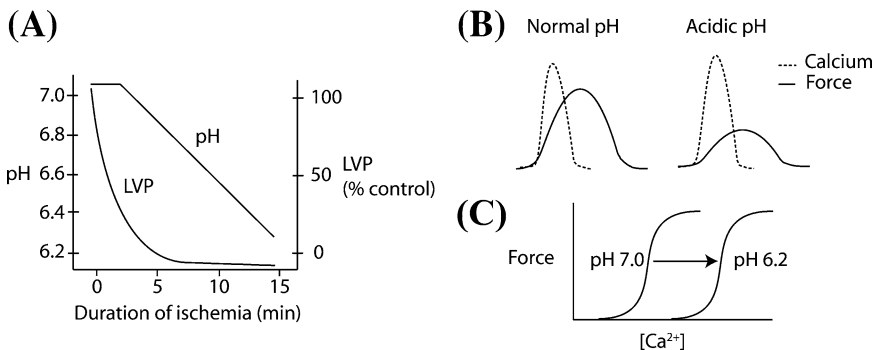 (A)
7.0
6.8
pH 6.6
6.4
6.2
pH
LVP
100
50
0
LVP
(% control)
0 5 10 15
Duration of ischemia (min)
(B)
Normal pH
Acidic pH
Calcium
Force
(C)
Force
pH 7.0
pH 6.2
[Ca²⁺]